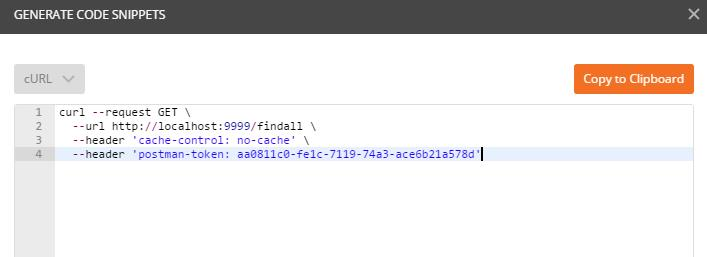 GENERATE CODE SNIPPETS
cURL
Copy to Clipboard
1 curl --request GET \
2 --url http://localhost:9999/findall \
3 --header 'cache-control: no-cache' \
4 --header 'postman-token: aa0811c0-fe1c-7119-74a3-ace6b21a578d'